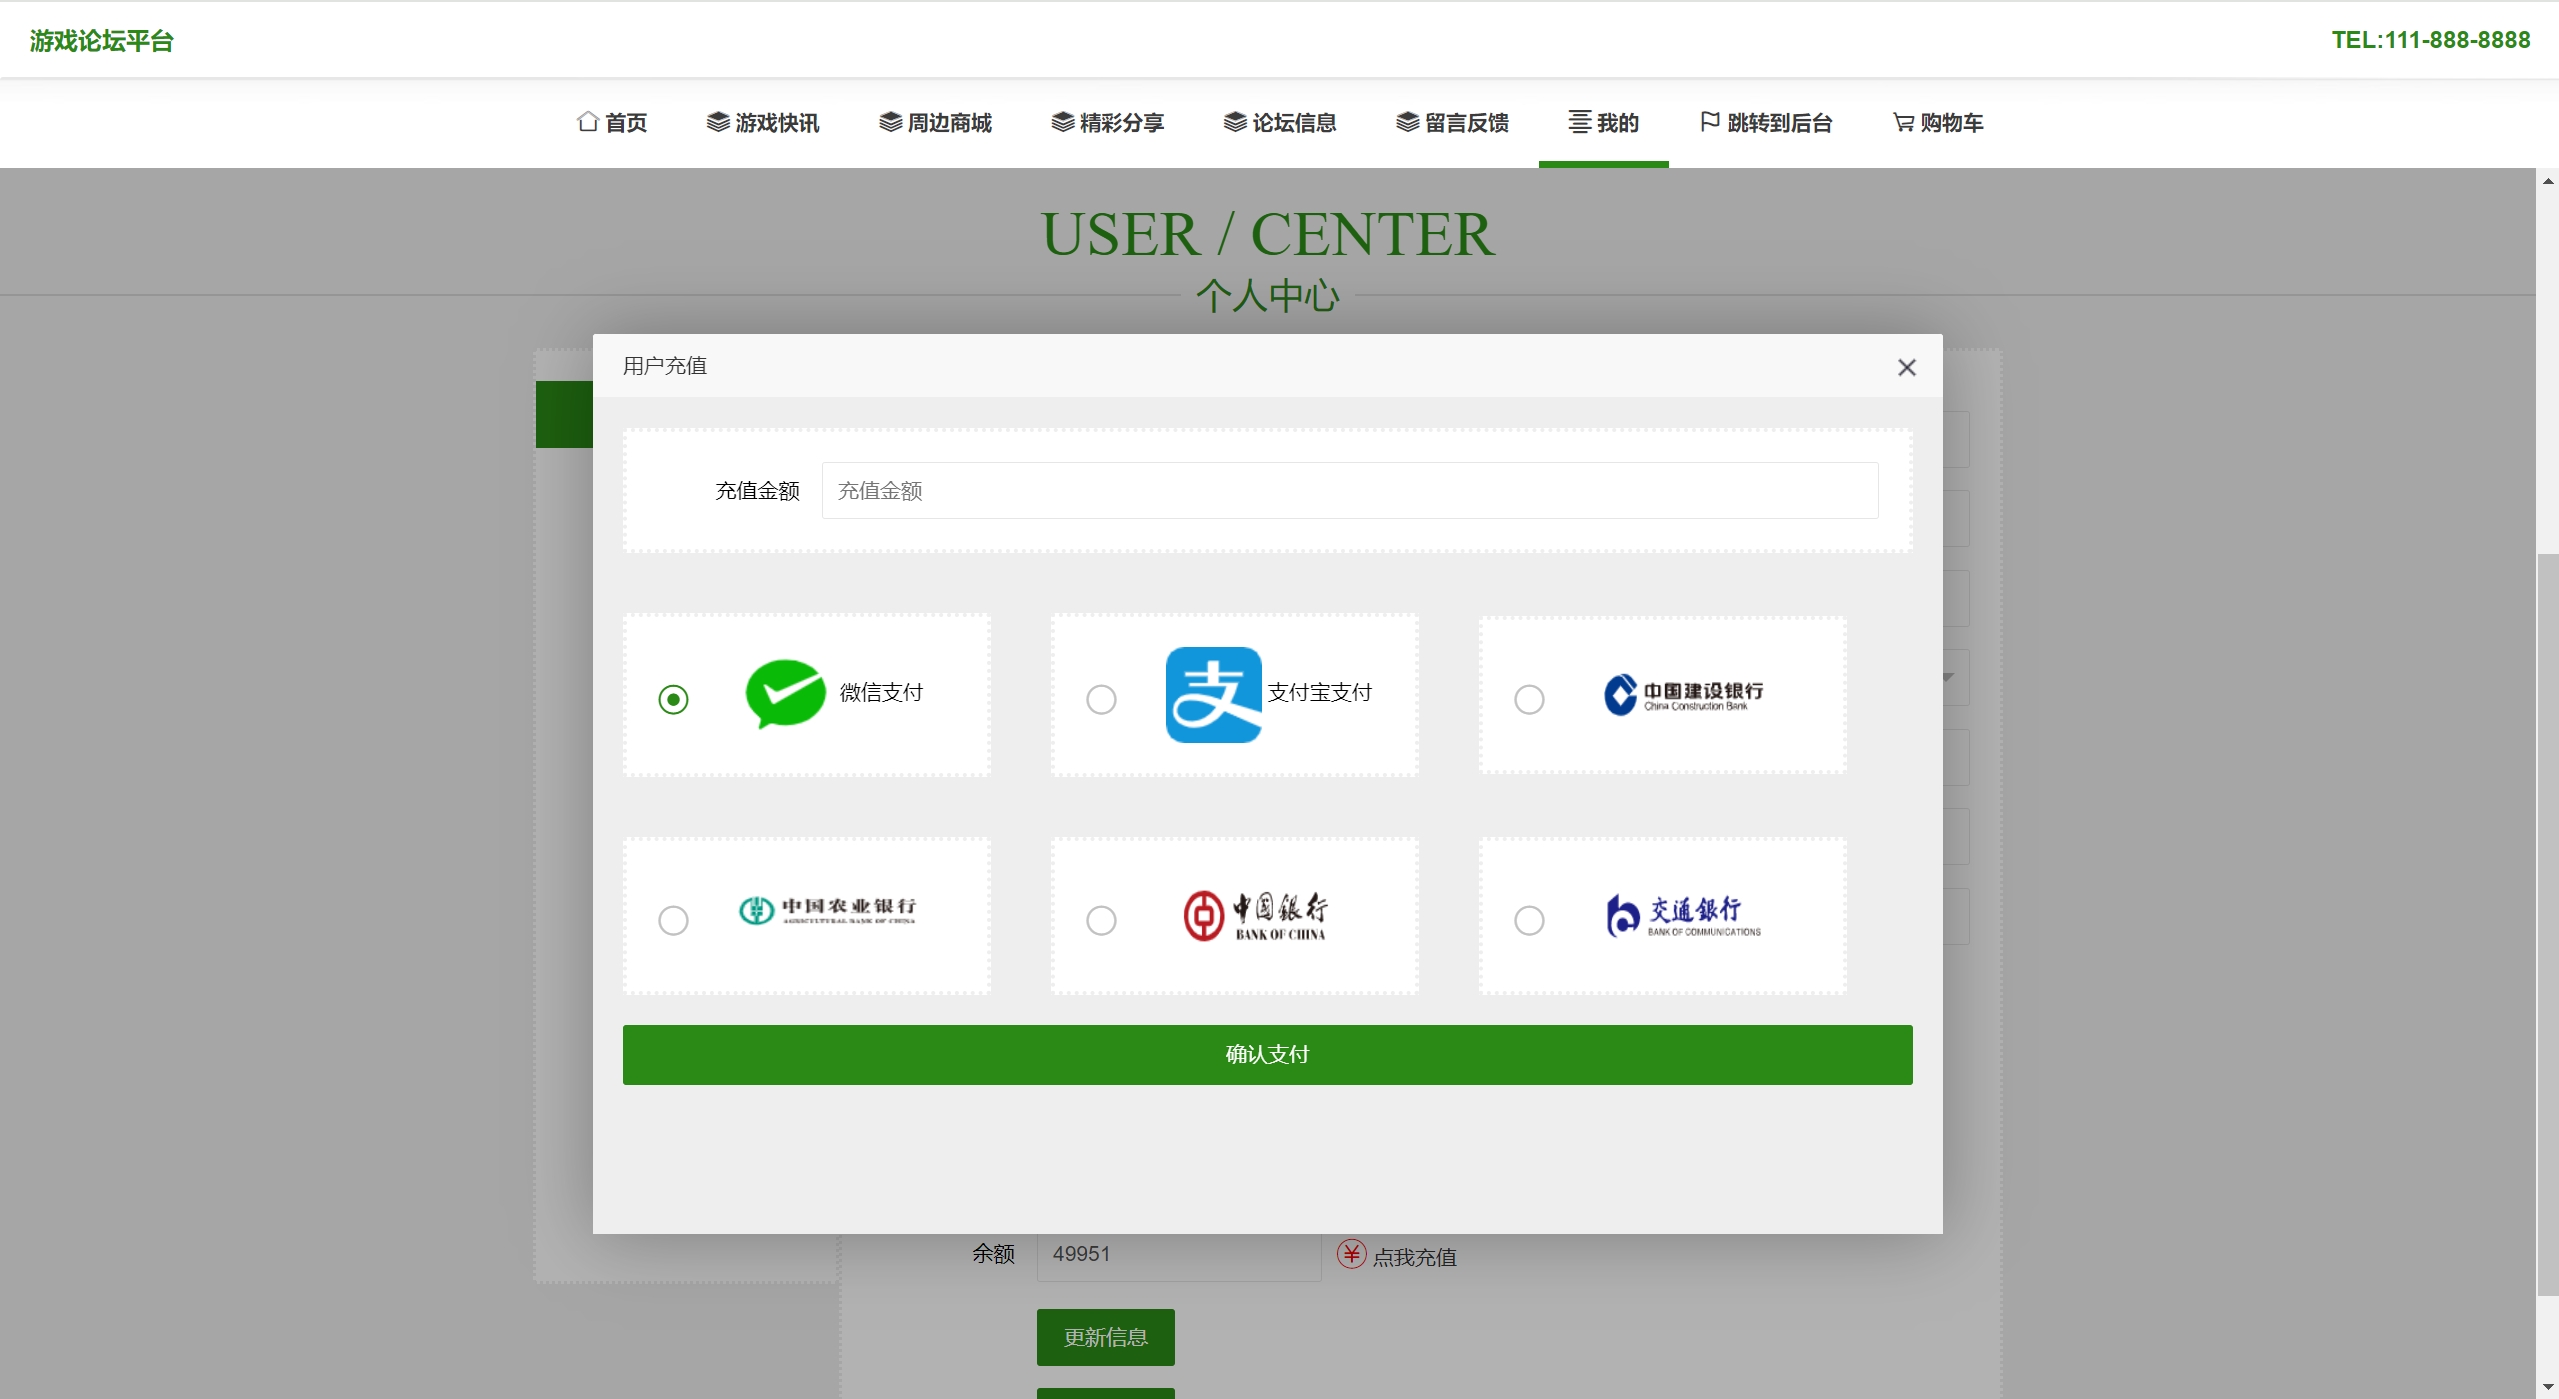 游戏论坛平台
TEL:111-888-8888
首页 游戏快讯 周边商城 精彩分享 论坛信息 留言反馈 我的 跳转到后台 购物车
USER / CENTER
个人中心
用户充值
充值金额 充值金额
微信支付 支付宝支付 中国建设银行
China Construction Bank
中国农业银行 中国银行 交通银行
AGRICULTURAL BANK OF CHINA BANK OF CHINA BANK OF COMMUNICATIONS
确认支付
余额 49951 点我充值
更新信息